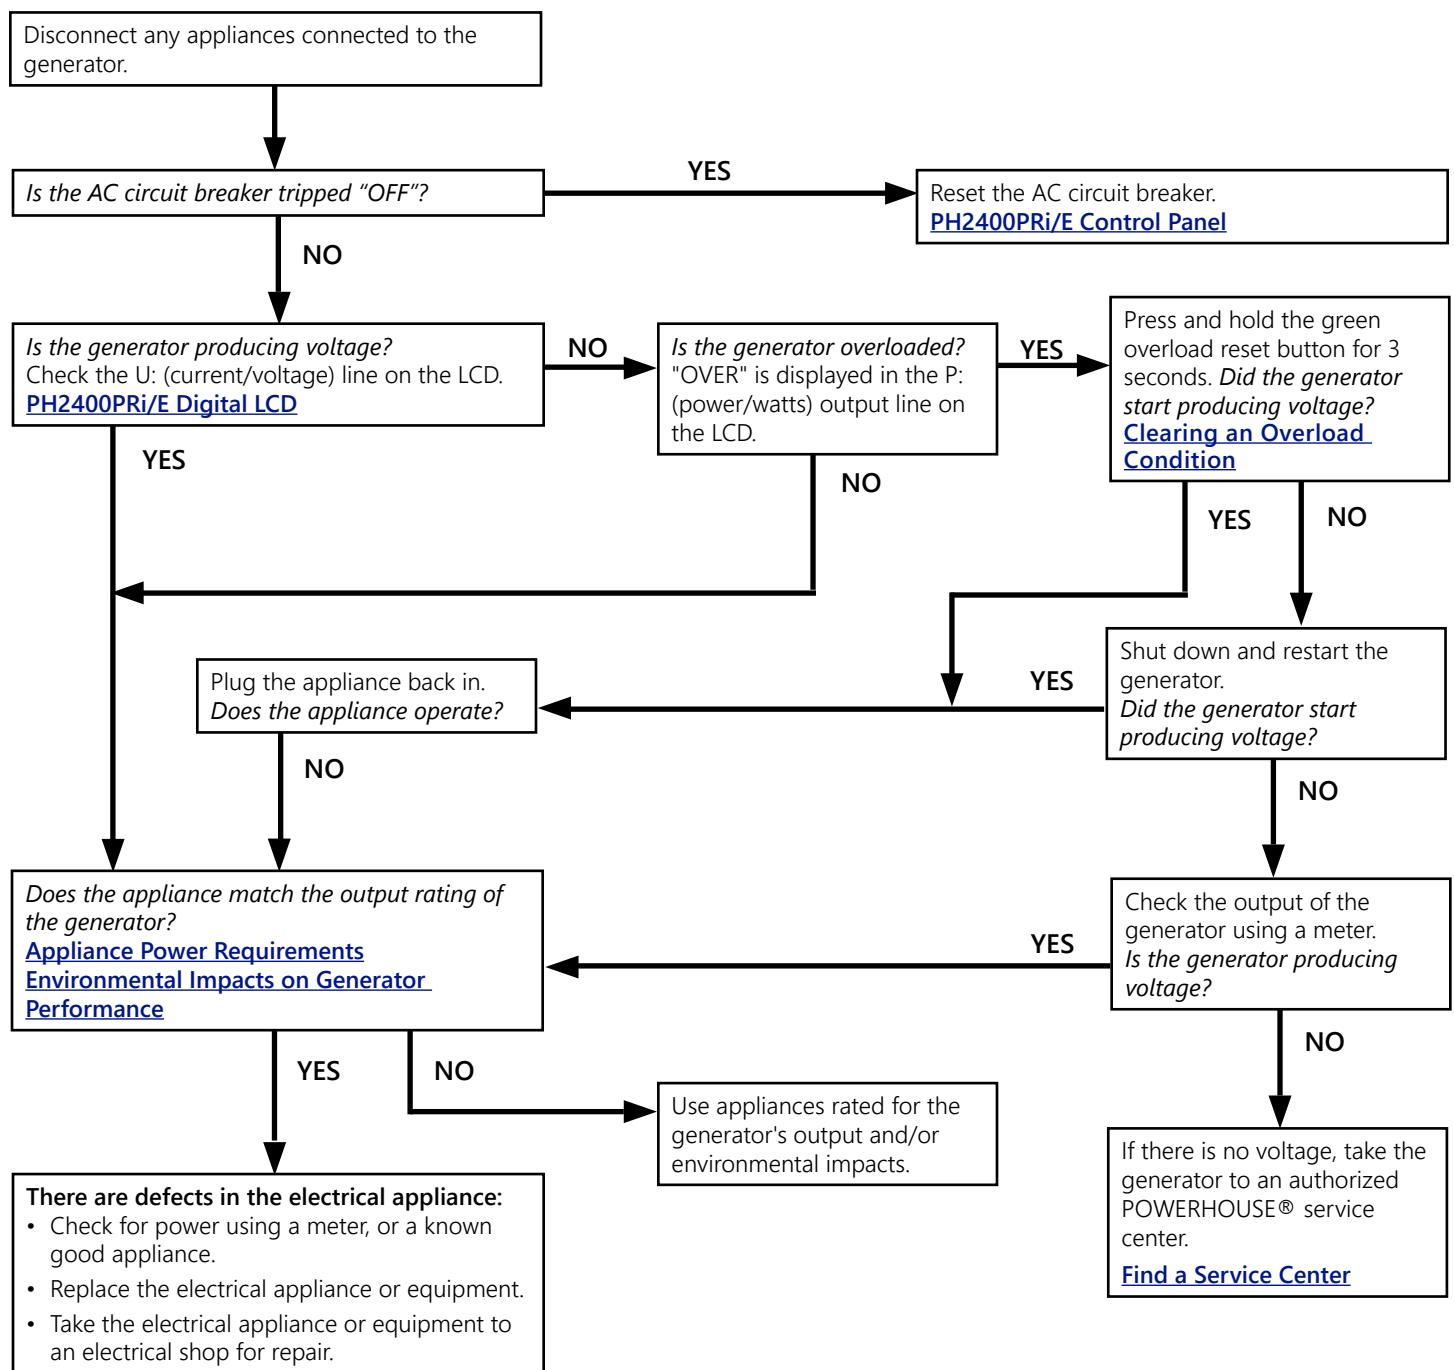 Disconnect any appliances connected to the
generator.
Is the AC circuit breaker tripped “OFF”?
YES
Reset the AC circuit breaker.
PH2400PRi/E Control Panel
NO
Is the generator producing voltage?
Check the U: (current/voltage) line on the LCD.
PH2400PRi/E Digital LCD
NO
Is the generator overloaded?
"OVER" is displayed in the P:
(power/watts) output line on
the LCD.
YES
Press and hold the green
overload reset button for 3
seconds. Did the generator
start producing voltage?
Clearing an Overload
Condition
YES
NO
YES
NO
Plug the appliance back in.
Does the appliance operate?
YES
Shut down and restart the
generator.
Did the generator start
producing voltage?
NO
NO
Does the appliance match the output rating of
the generator?
Appliance Power Requirements
Environmental Impacts on Generator
Performance
YES
Check the output of the
generator using a meter.
Is the generator producing
voltage?
YES
NO
NO
Use appliances rated for the
generator's output and/or
environmental impacts.
If there is no voltage, take the
generator to an authorized
POWERHOUSE® service
center.
Find a Service Center
There are defects in the electrical appliance:
• Check for power using a meter, or a known
good appliance.
• Replace the electrical appliance or equipment.
• Take the electrical appliance or equipment to
an electrical shop for repair.